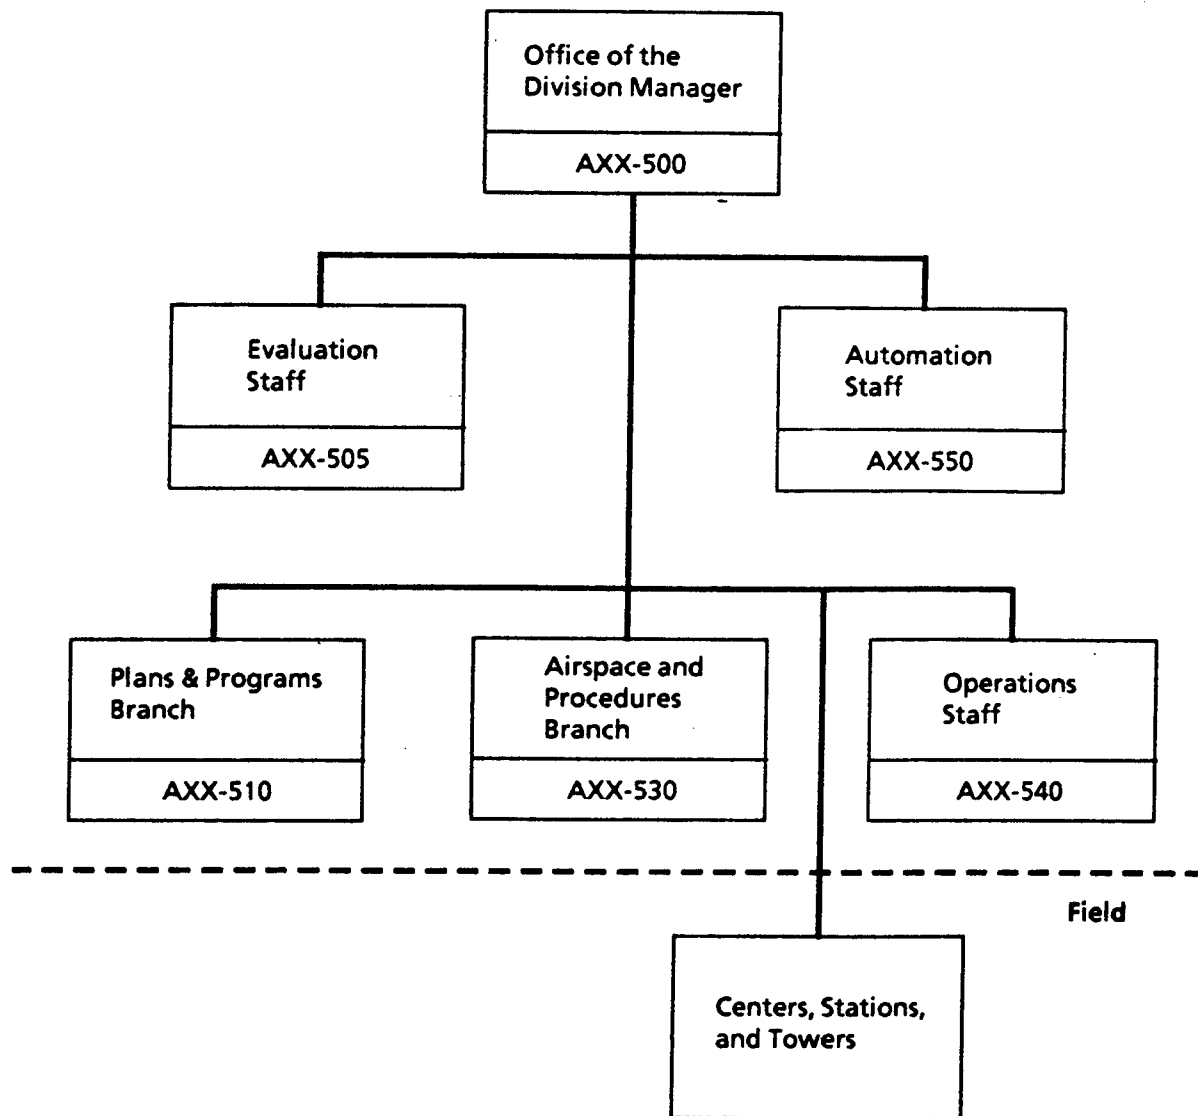 Office of the
Division Manager
AXX-500
Evaluation
Staff
AXX-505
Automation
Staff
AXX-550
Plans & Programs
Branch
AXX-510
Airspace and
Procedures
Branch
AXX-530
Operations
Staff
AXX-540
Field
Centers, Stations,
and Towers